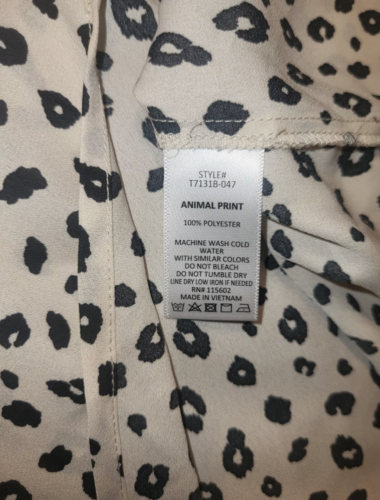 STYLE#
T7131B-047
ANIMAL PRINT
100% POLYESTER
MACHINE WASH COLD
WATER
WITH SIMILAR COLORS
DO NOT BLEACH
DO NOT TUMBLE DRY
LINE DRY LOW IRON IF NEEDED
RN# 115602
MADE IN VIETNAM